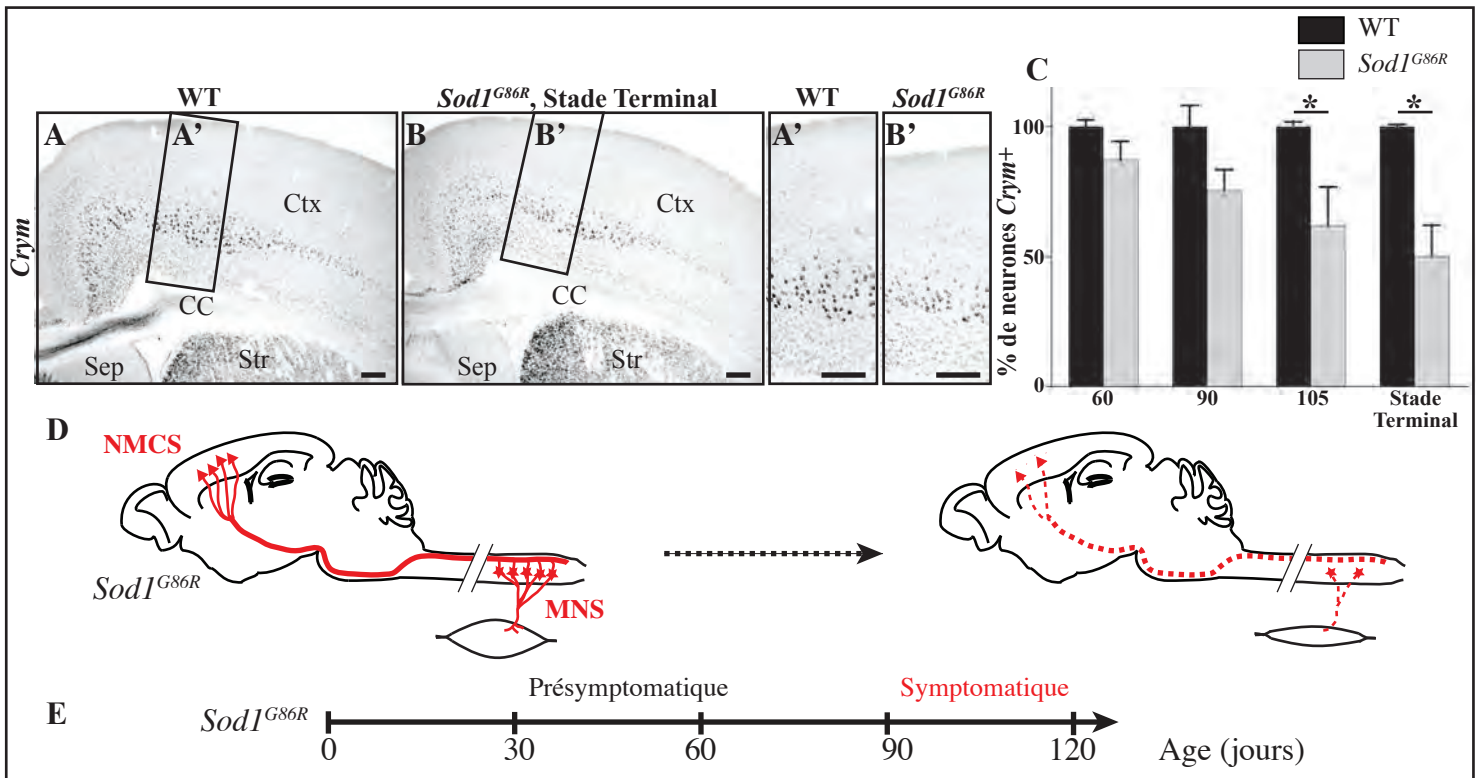 WT
Sod1G86R
C
WT
Sod1G86R, Stade Terminal
WT
Sod1G86R
A
A'
B
B'
A'
B'
Crym
Ctx
CC
Sep
Str
Ctx
CC
Sep
Str
% de neurones Crym+
100
50
0
*
*
60
90
105
Stade
Terminal
D
NMCS
Sod1G86R
MNS
Présymptomatique
Symptomatique
E
Sod1G86R
0
30
60
90
120
Age (jours)